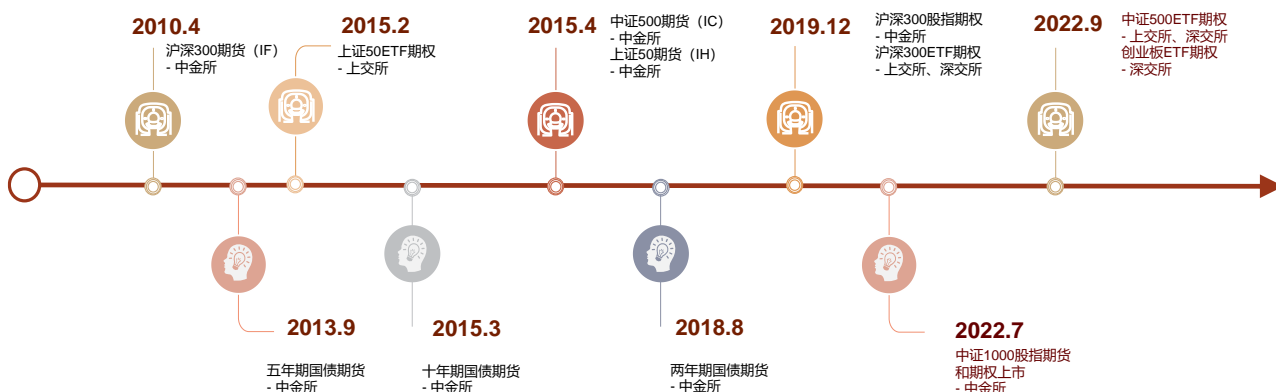 2010.4
沪深300期货（IF）
- 中金所
2015.2
上证50ETF期权
- 上交所
2015.4
中证500期货（IC）
- 中金所
上证50期货（IH）
- 中金所
2019.12
沪深300股指期权
- 中金所
沪深300ETF期权
- 上交所、深交所
2022.9
中证500ETF期权
- 上交所、深交所
创业板ETF期权
- 深交所
2013.9
五年期国债期货
- 中金所
2015.3
十年期国债期货
- 中金所
2018.8
两年期国债期货
- 中金所
2022.7
中证1000股指期货
和期权上市
- 中金所